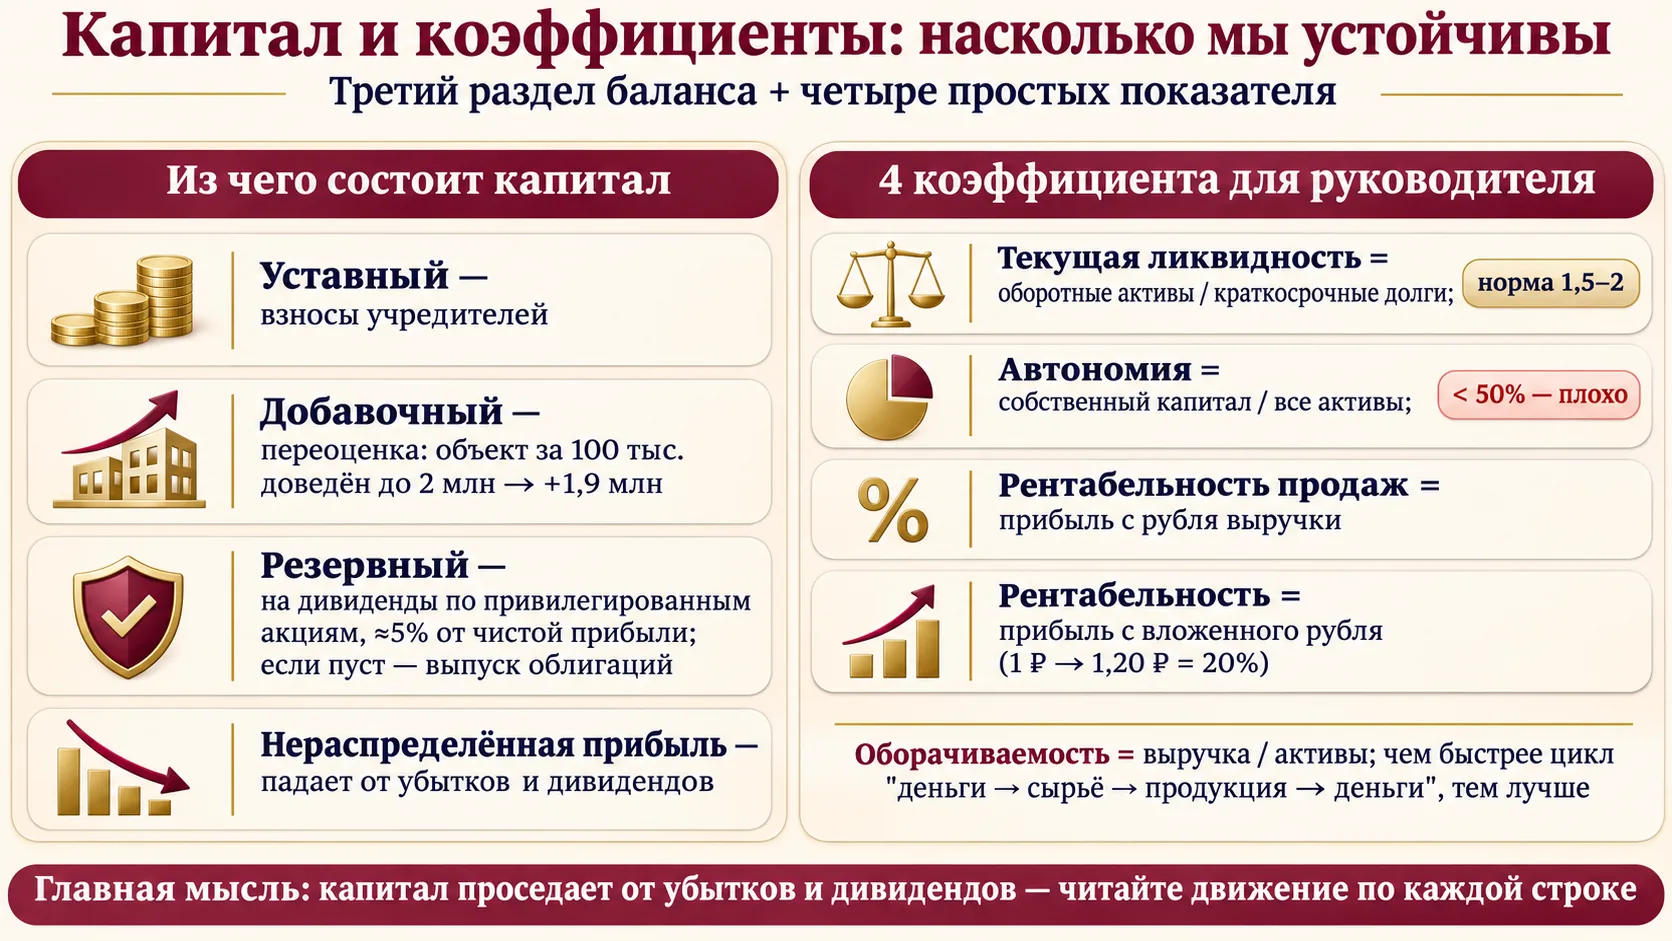 Капитал и коэффициенты: насколько мы устойчивы
Третий раздел баланса + четыре простых показателя
Из чего состоит капитал
Уставный —
взносы учредителей
Добавочный —
переоценка: объект за 100 тыс.
доведён до 2 млн → +1,9 млн
Резервный —
на дивиденды по привилегированным
акциям, ≈5% от чистой прибыли;
если пуст — выпуск облигаций
Нераспределённая прибыль —
падает от убытков и дивидендов
4 коэффициента для руководителя
Текущая ликвидность =
оборотные активы / краткосрочные долги;
норма 1,5–2
Автономия =
собственный капитал / все активы;
< 50% — плохо
%
Рентабельность продаж =
прибыль с рубля выручки
Рентабельность =
прибыль с вложенного рубля
(1 ₽ → 1,20 ₽ = 20%)
Оборачиваемость = выручка / активы; чем быстрее цикл
"деньги → сырьё → продукция → деньги", тем лучше
Главная мысль: капитал проседает от убытков и дивидендов — читайте движение по каждой строке